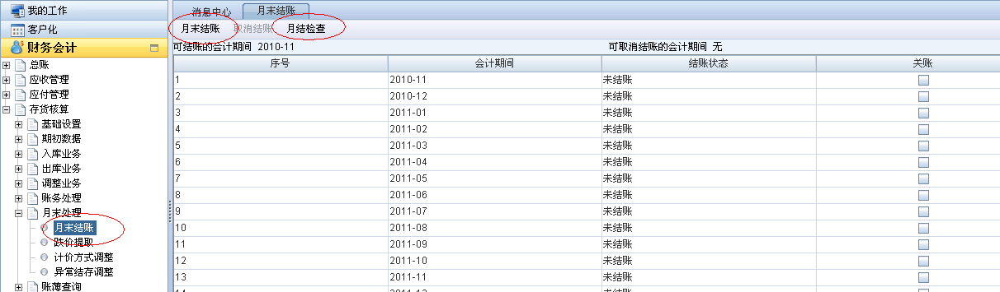 我的工作
客户化
财务会计
总账
应收管理
应付管理
存货核算
基础设置
期初数据
入库业务
出库业务
调整业务
账务处理
月末处理
月末结账
跌价提取
计价方式调整
异常结存调整
账薄查询
消息中心 月末结账
月末结账 取消结账 月结检查
可结账的会计期间 2010-11 可取消结账的会计期间 无
序号 会计期间 结账状态 关账
1 2010-11 未结账
2 2010-12 未结账
3 2011-01 未结账
4 2011-02 未结账
5 2011-03 未结账
6 2011-04 未结账
7 2011-05 未结账
8 2011-06 未结账
9 2011-07 未结账
10 2011-08 未结账
11 2011-09 未结账
12 2011-10 未结账
13 2011-11 未结账